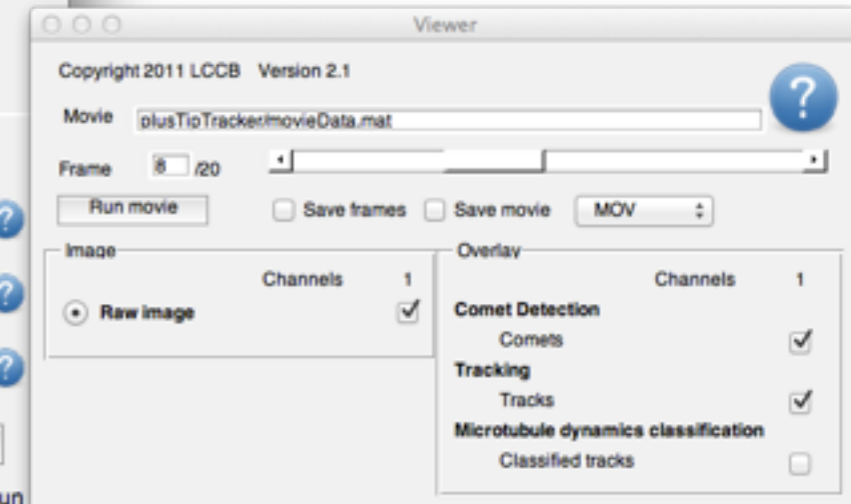 Viewer
Copyright 2011 LCCB Version 2.1
?
Movie plusTipTracker/movieData.mat
Frame 8 /20
Run movie Save frames Save movie MOV
?
Image
Channels 1
Raw image
Overlay
Channels 1
Comet Detection
Comets
Tracking
Tracks
Microtubule dynamics classification
Classified tracks
?
?
un